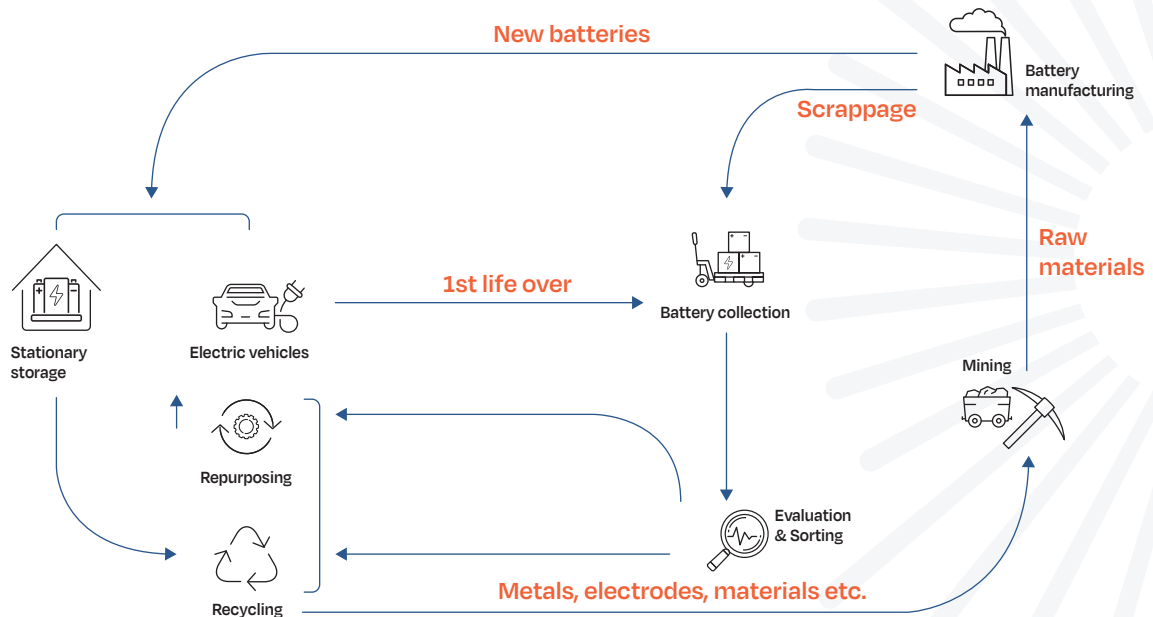 New batteries
Battery
manufacturing
Scrappage
Raw
materials
1st life over
Battery collection
Stationary
storage
Electric vehicles
Mining
Repurposing
Evaluation
& Sorting
Metals, electrodes, materials etc.
Recycling